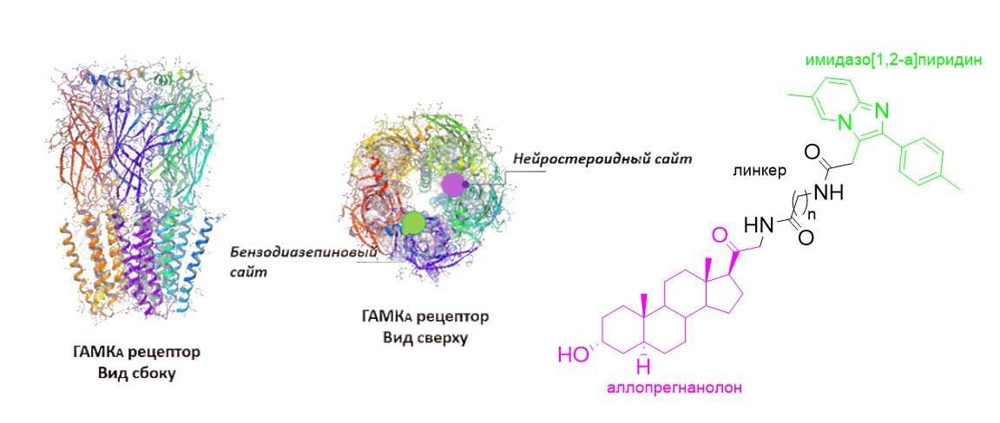 имидазо[1,2-a]пиридин
N
N
Нейростероидный сайт
линкер
O
NH
n
HN
O
O
Бензодиазепиновый
сайт
ГАМКА рецептор
Вид сверху
ГАМКА рецептор
Вид сбоку
HO
H
аллопрегнанолон